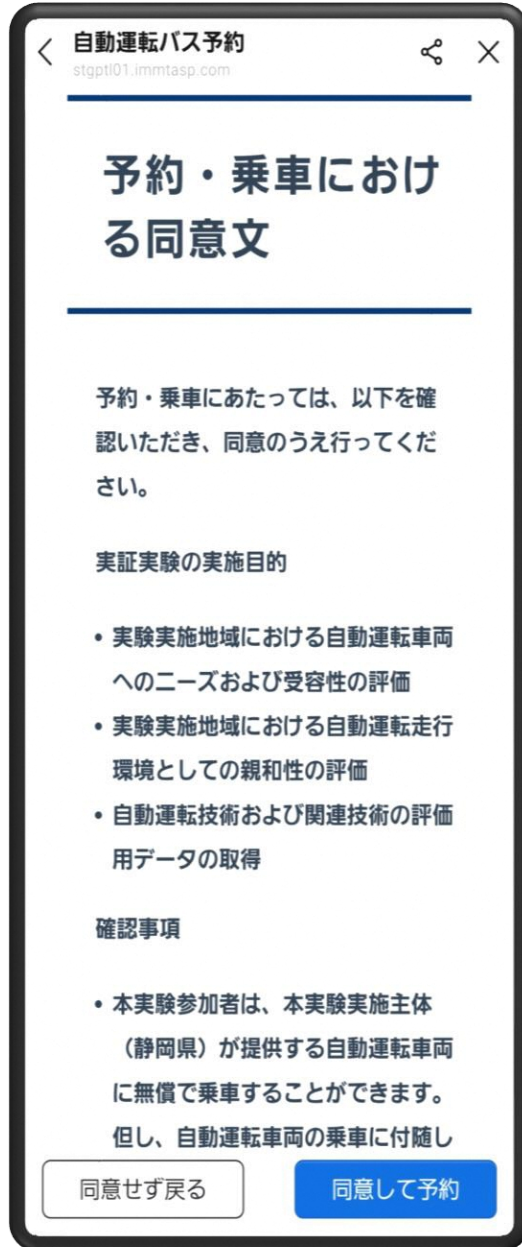 自動運転バス予約
stgptl01.immtasp.com
予約・乗車におけ
る同意文
予約・乗車にあたっては、以下を確
認いただき、同意のうえ行ってくだ
さい。
実証実験の実施目的
• 実験実施地域における自動運転車両
へのニーズおよび受容性の評価
• 実験実施地域における自動運転走行
環境としての親和性の評価
• 自動運転技術および関連技術の評価
用データの取得
確認事項
• 本実験参加者は、本実験実施主体
（静岡県）が提供する自動運転車両
に無償で乗車することができます。
但し、自動運転車両の乗車に付随し
同意せず戻る
同意して予約